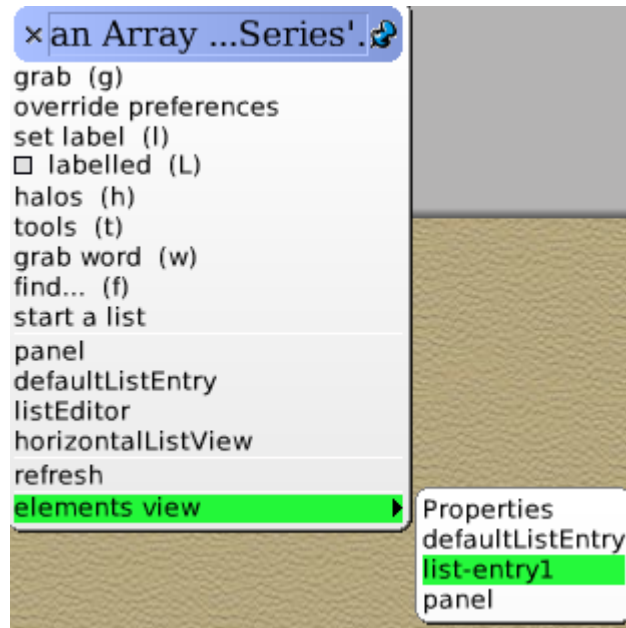 × an Array ...Series'.
grab (g)
override preferences
set label (l)
labelled (L)
halos (h)
tools (t)
grab word (w)
find... (f)
start a list
panel
defaultListEntry
listEditor
horizontalListView
refresh
elements view
Properties
defaultListEntry
list-entry1
panel